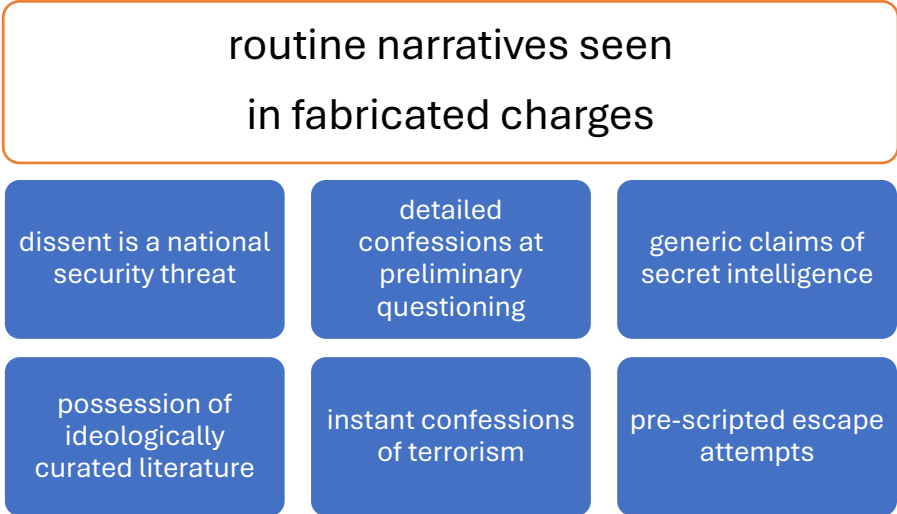 routine narratives seen
in fabricated charges
dissent is a national
security threat
detailed
confessions at
preliminary
questioning
generic claims of
secret intelligence
possession of
ideologically
curated literature
instant confessions
of terrorism
pre-scripted escape
attempts